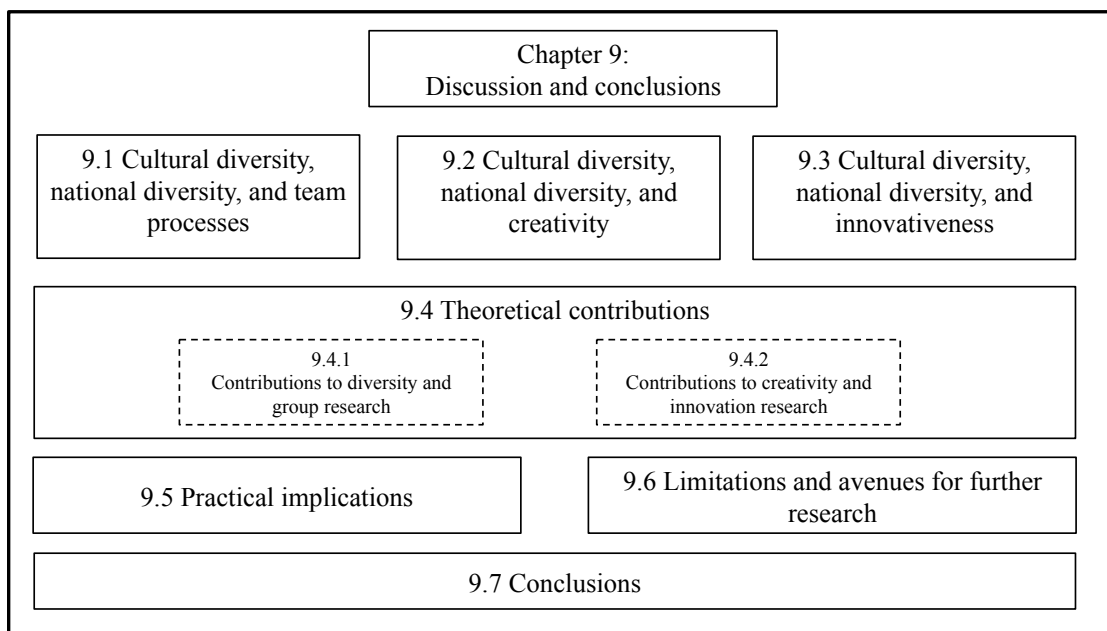 Chapter 9:
Discussion and conclusions
9.1 Cultural diversity,
national diversity, and team
processes
9.2 Cultural diversity,
national diversity, and
creativity
9.3 Cultural diversity,
national diversity, and
innovativeness
9.4 Theoretical contributions
9.4.1
Contributions to diversity and
group research
9.4.2
Contributions to creativity and
innovation research
9.5 Practical implications
9.6 Limitations and avenues for further
research
9.7 Conclusions